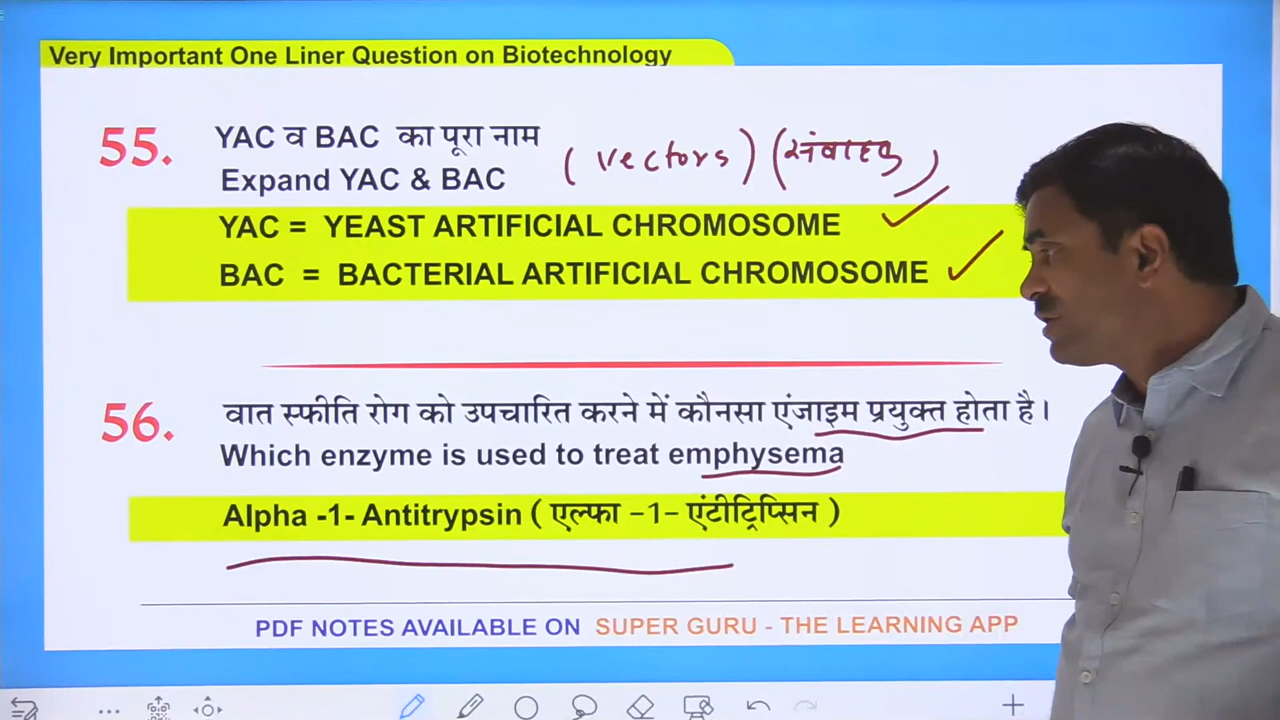 Very Important One Liner Question on Biotechnology
55. YAC व BAC का पूरा नाम
Expand YAC & BAC (vectors) (संवाहक)
YAC = YEAST ARTIFICIAL CHROMOSOME
BAC = BACTERIAL ARTIFICIAL CHROMOSOME
56. वात स्फीति रोग को उपचारित करने में कौनसा एंजाइम प्रयुक्त होता है।
Which enzyme is used to treat emphysema
Alpha -1- Antitrypsin ( एल्फा -1- एंटीट्रिप्सिन )
PDF NOTES AVAILABLE ON SUPER GURU - THE LEARNING APP